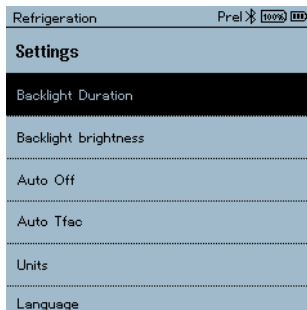 Refrigeration Prel 100%
Settings
Backlight Duration
Backlight brightness
Auto Off
Auto Tfac
Units
Language